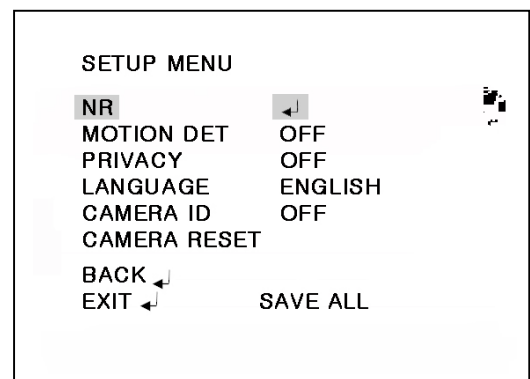 SETUP MENU
NR ↲
MOTION DET OFF
PRIVACY OFF
LANGUAGE ENGLISH
CAMERA ID OFF
CAMERA RESET
BACK ↲
EXIT ↲ SAVE ALL